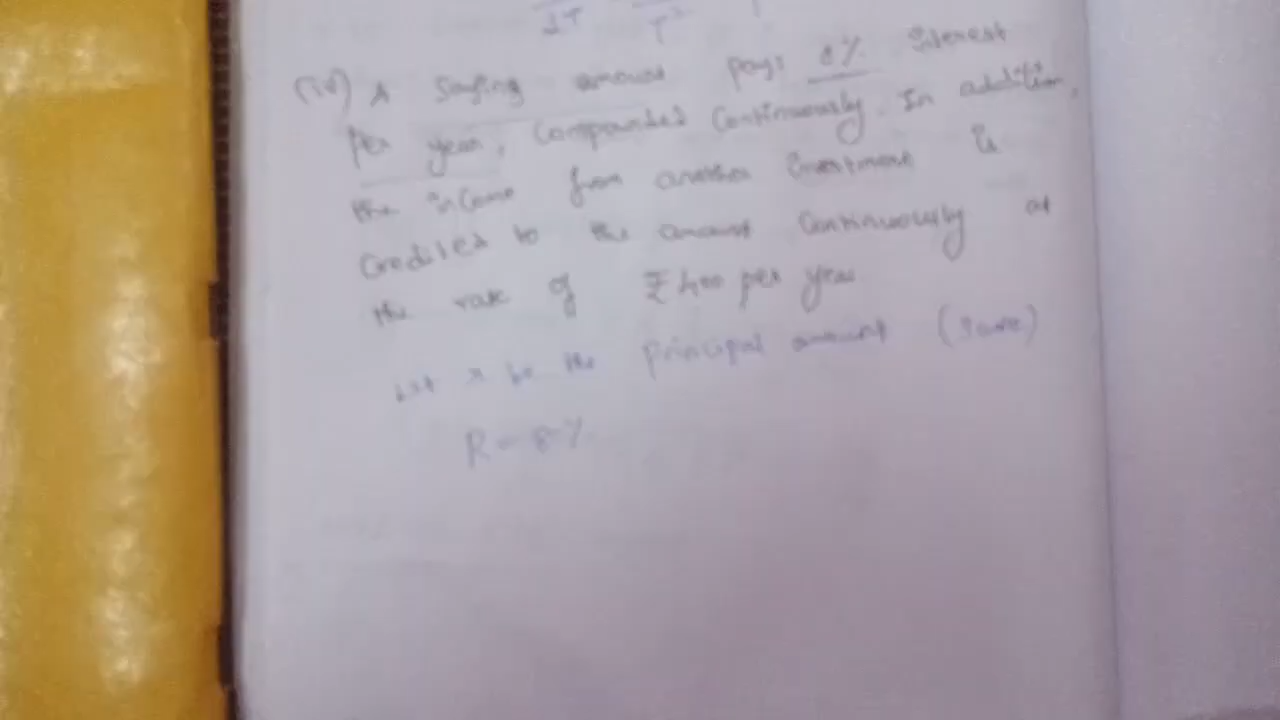 (iv) A saving amount pays 8% interest
per year, compounded continuously. In addition,
the income from another investment is
credited to the amount continuously at
the rate of ₹400 per year
Let x be the principal amount (same)
R = 8%